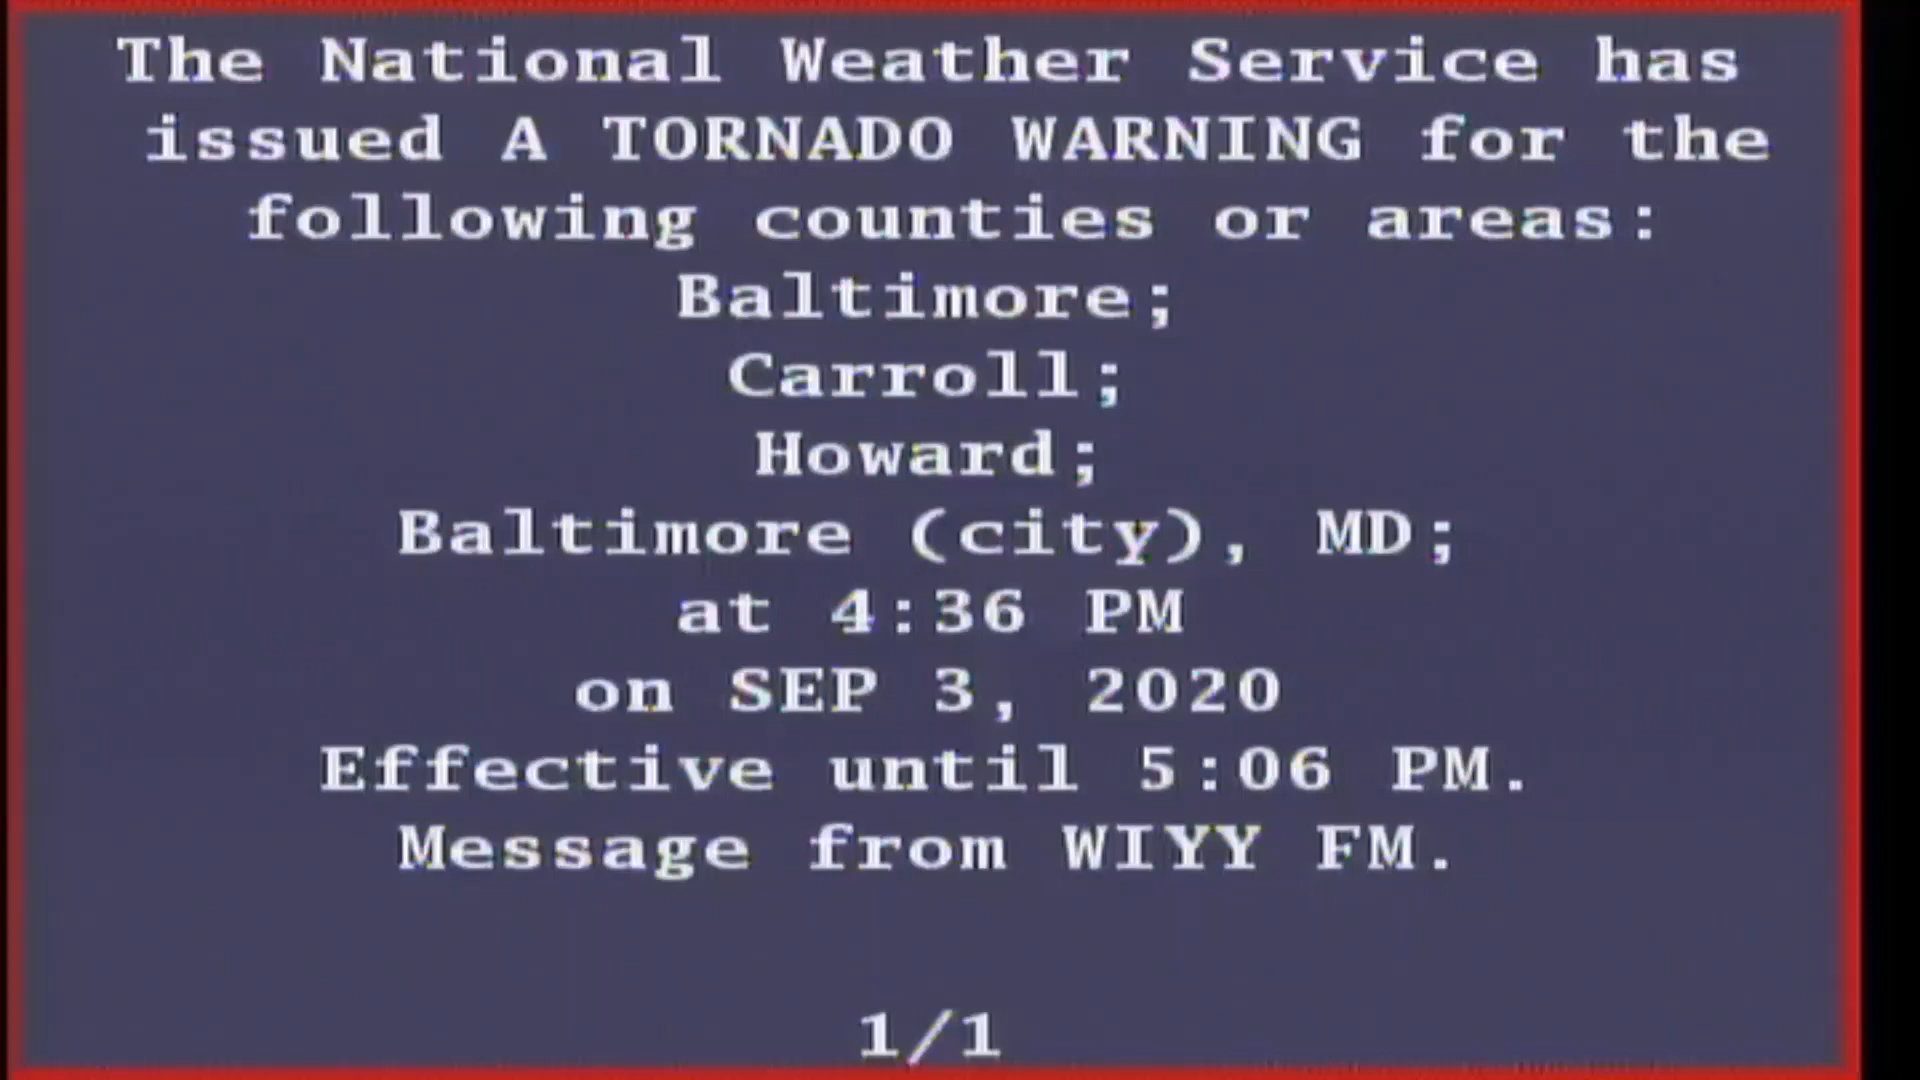 The National Weather Service has
issued A TORNADO WARNING for the
following counties or areas:
Baltimore;
Carroll;
Howard;
Baltimore (city), MD;
at 4:36 PM
on SEP 3, 2020
Effective until 5:06 PM.
Message from WIYY FM.
1/1